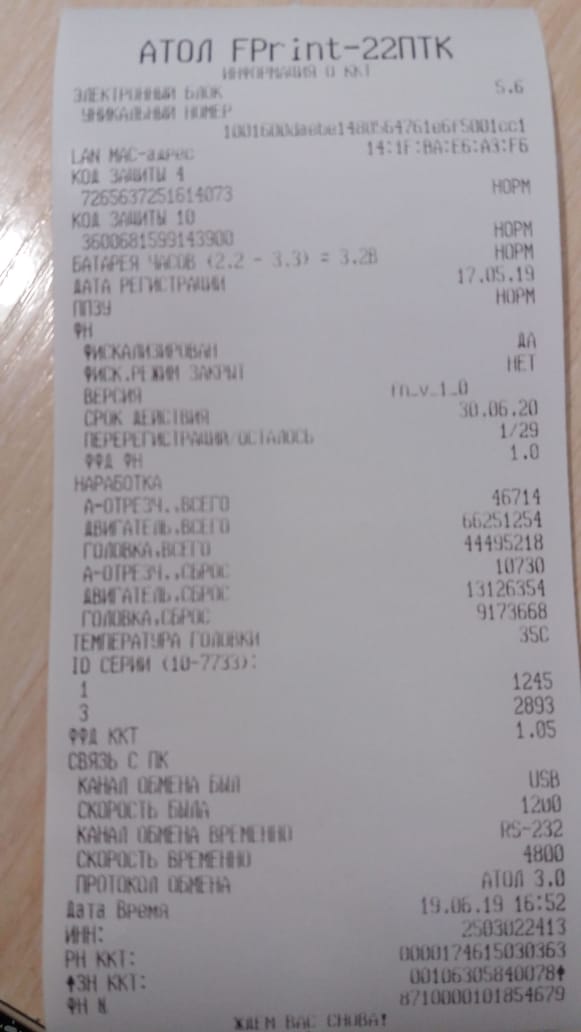 АТОЛ FPrint-22ПТК
ИНФОРМАЦИЯ О ККТ
ЭЛЕКТРОННЫЙ БЛОК 5.6
УНИКАЛЬНЫЙ НОМЕР
1001600daebe1480564761e6f5001cc1
LAN MAC-адрес 14:1F:BA:E6:A3:F6
КОД ЗАЩИТЫ 4
7265637251614073 НОРМ
КОД ЗАЩИТЫ 10
3600681599143900 НОРМ
БАТАРЕЯ ЧАСОВ (2.2 - 3.3) = 3.2В НОРМ
ДАТА РЕГИСТРАЦИИ 17.05.19
ППЗУ НОРМ
ФН
ФИСКАЛИЗИРОВАН ДА
ФИСК.РЕЖИМ ЗАКРЫТ НЕТ
ВЕРСИЯ fn_v_1_0
СРОК ДЕЙСТВИЯ 30.06.20
ПЕРЕРЕГИСТРАЦИЙ/ОСТАЛОСЬ 1/29
ФФД ФН 1.0
НАРАБОТКА
А-ОТРЕЗЧ.,ВСЕГО 46714
ДВИГАТЕЛЬ,ВСЕГО 66251254
ГОЛОВКА,ВСЕГО 44495218
А-ОТРЕЗЧ.,СБРОС 10730
ДВИГАТЕЛЬ,СБРОС 13126354
ГОЛОВКА,СБРОС 9173668
ТЕМПЕРАТУРА ГОЛОВКИ 35C
ID СЕРИИ (10-7733):
1 1245
3 2893
ФФД ККТ 1.05
СВЯЗЬ С ПК
КАНАЛ ОБМЕНА БЫЛ USB
СКОРОСТЬ БЫЛА 1200
КАНАЛ ОБМЕНА ВРЕМЕННО RS-232
СКОРОСТЬ ВРЕМЕННО 4800
ПРОТОКОЛ ОБМЕНА АТОЛ 3.0
Дата Время 19.06.19 16:52
ИНН: 2503022413
РН ККТ: 0000174615030363
↑ЗН ККТ: 00106305840078↑
ФН № 8710000101854679
ЖДЕМ ВАС СНОВА!